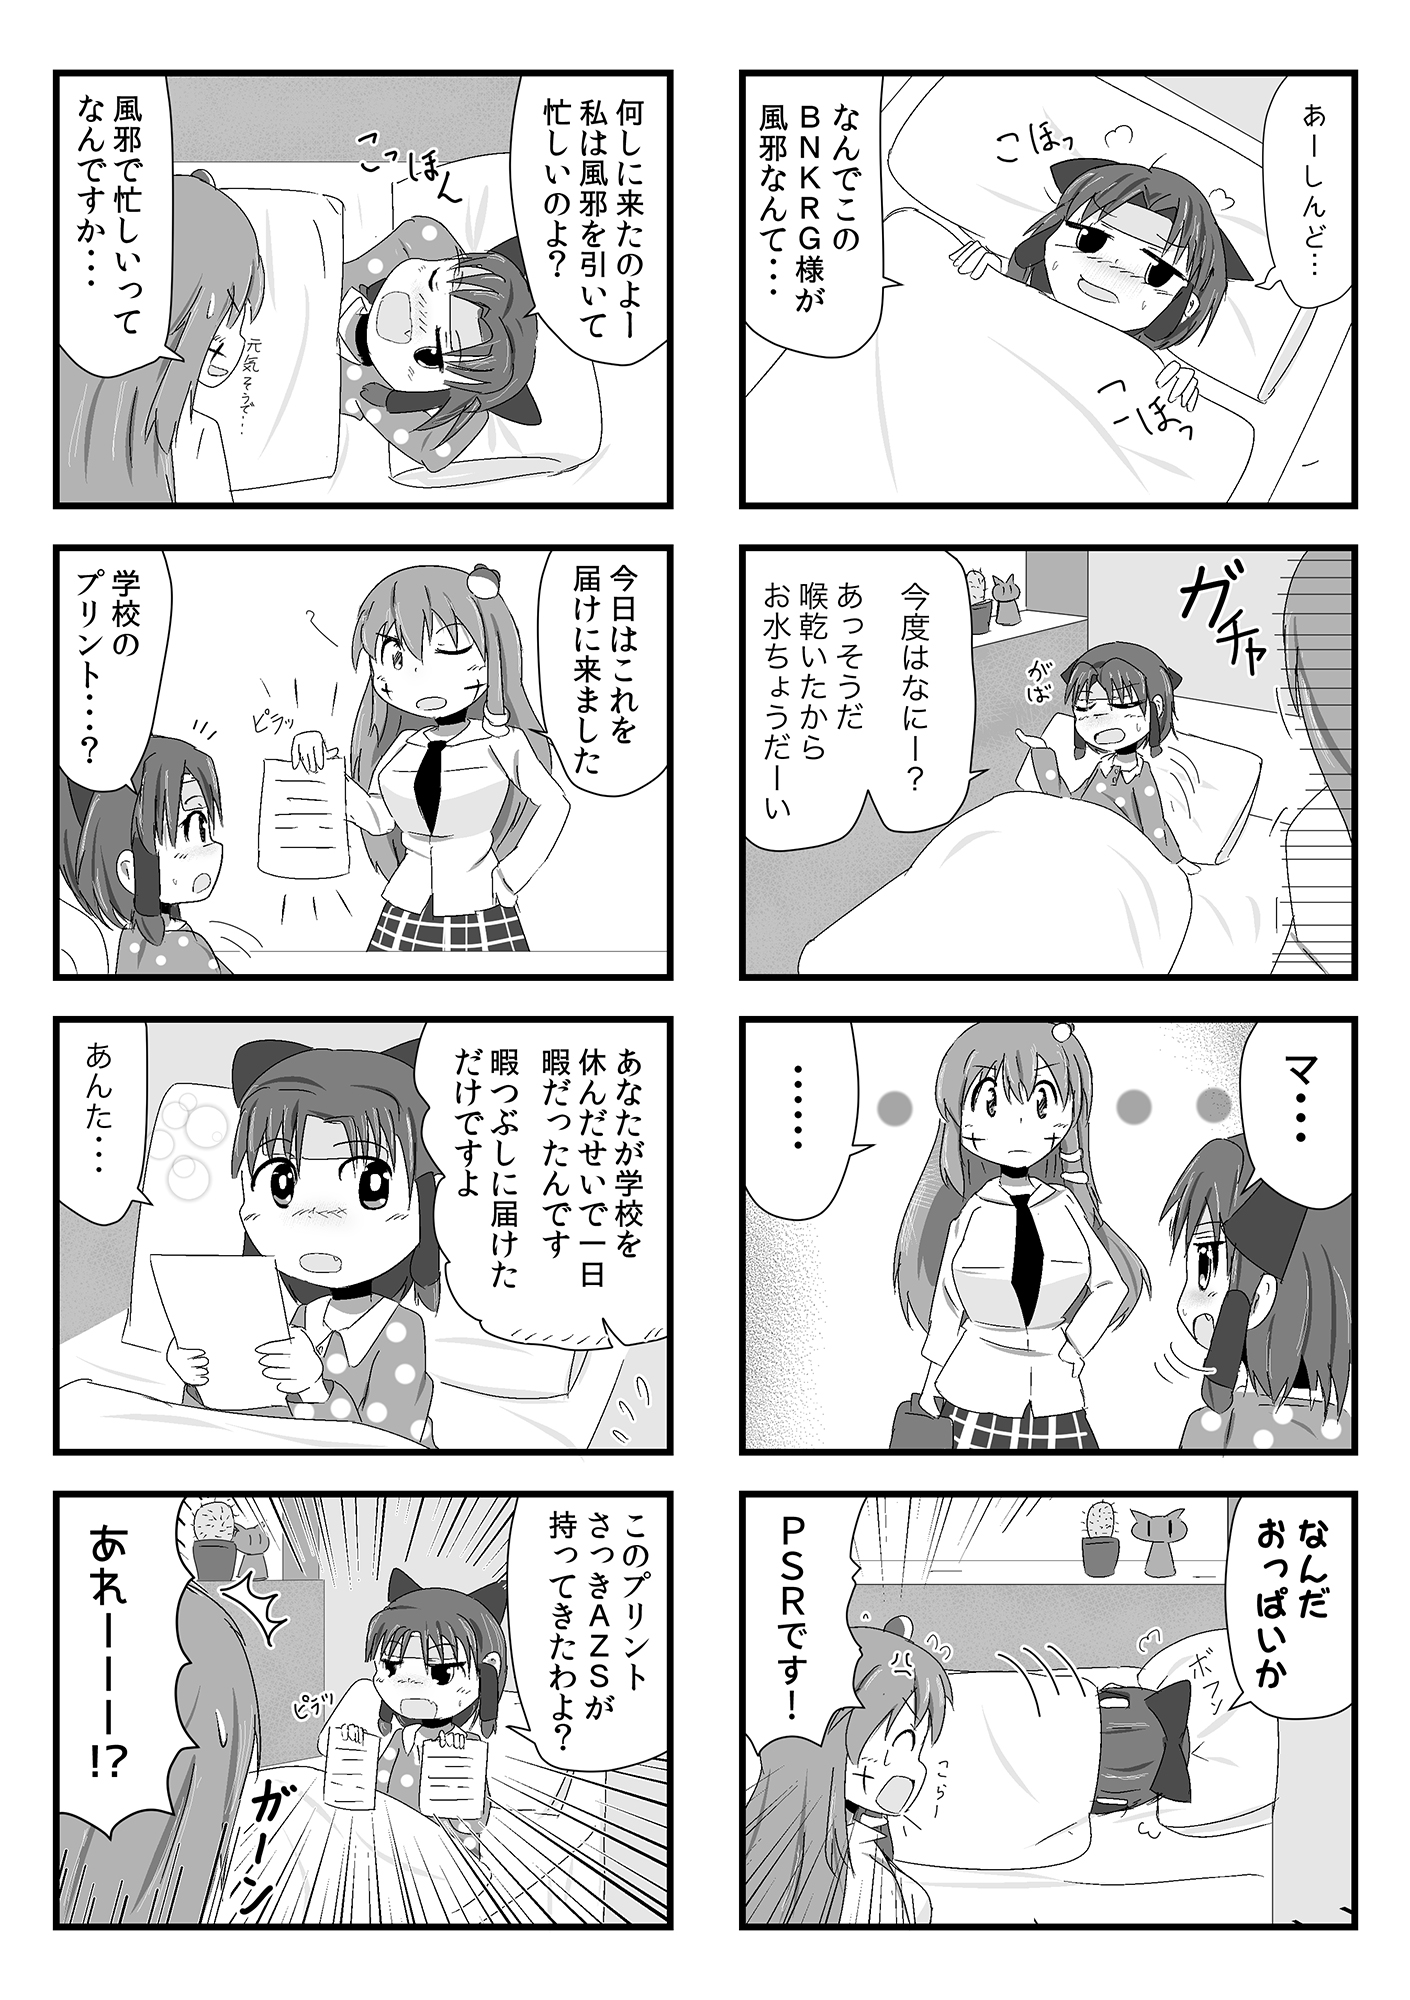 あーしんど…
こほっ
なんでこの
BNKRG様が
風邪なんて・・・
こーほっ
ガチャ
がば
今度はなにー?
あっそうだ
喉乾いたから
お水ちょうだーい
マ・・・
・・・・・・
なんだ
おっぱいか
ボフン
PSRです!
こらー
何しに来たのよー
私は風邪を引いて
忙しいのよ?
こっほん
風邪で忙しいって
なんですか・・・
元気そうで…
今日はこれを
届けに来ました
ピラッ
学校の
プリント・・・・?
あなたが学校を
休んだせいで一日
暇だったんです
暇つぶしに届けた
だけですよ
あんた・・・
このプリント
さっきAZSが
持ってきたわよ?
ピラッ
あれーーーー!?
ガーン